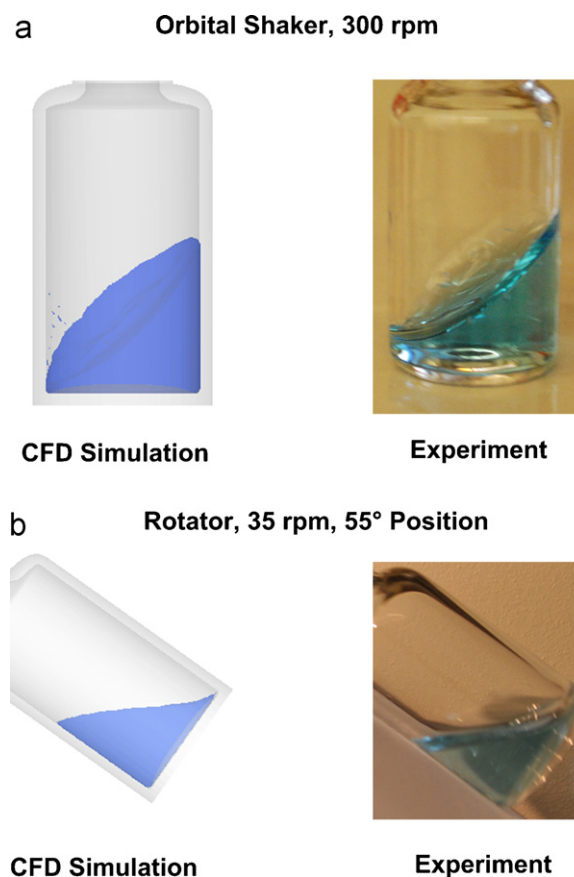 a
Orbital Shaker, 300 rpm
CFD Simulation
Experiment
b
Rotator, 35 rpm, 55° Position
CFD Simulation
Experiment